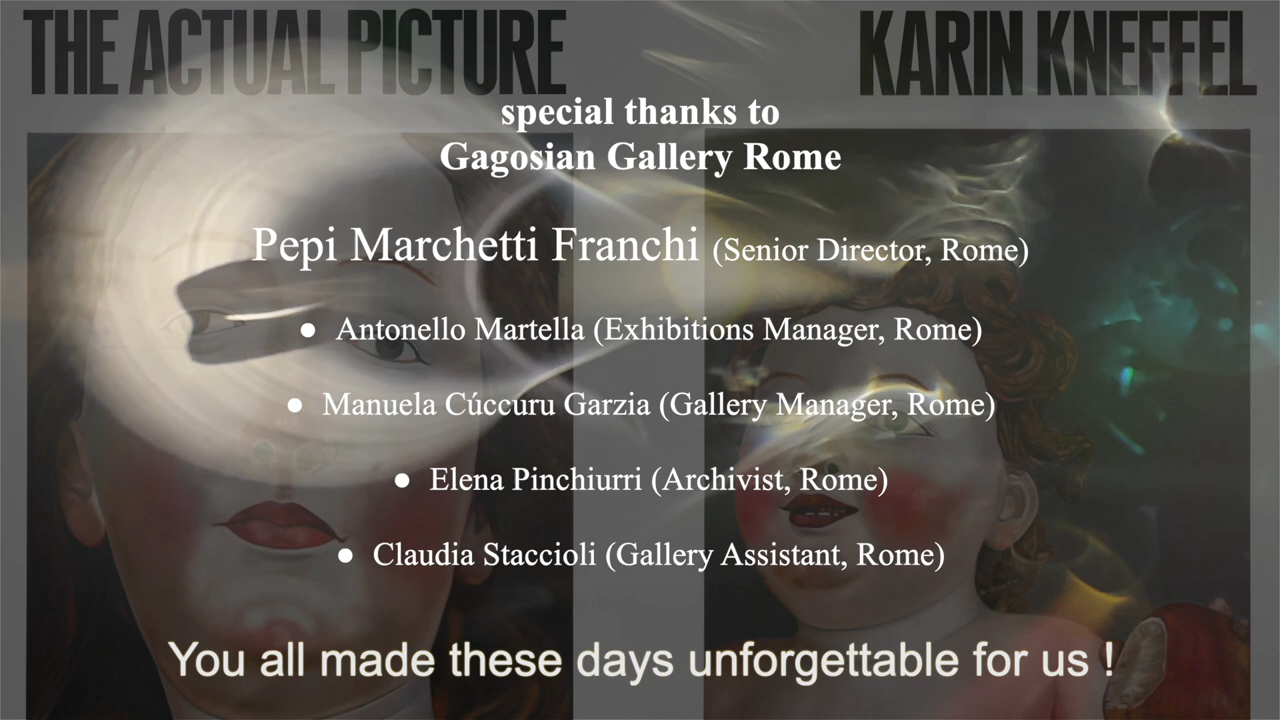 THE ACTUAL PICTURE KARIN KNEFFEL
special thanks to
Gagosian Gallery Rome
Pepi Marchetti Franchi (Senior Director, Rome)
● Antonello Martella (Exhibitions Manager, Rome)
● Manuela Cúccuru Garzia (Gallery Manager, Rome)
● Elena Pinchiurri (Archivist, Rome)
● Claudia Staccioli (Gallery Assistant, Rome)
You all made these days unforgettable for us !